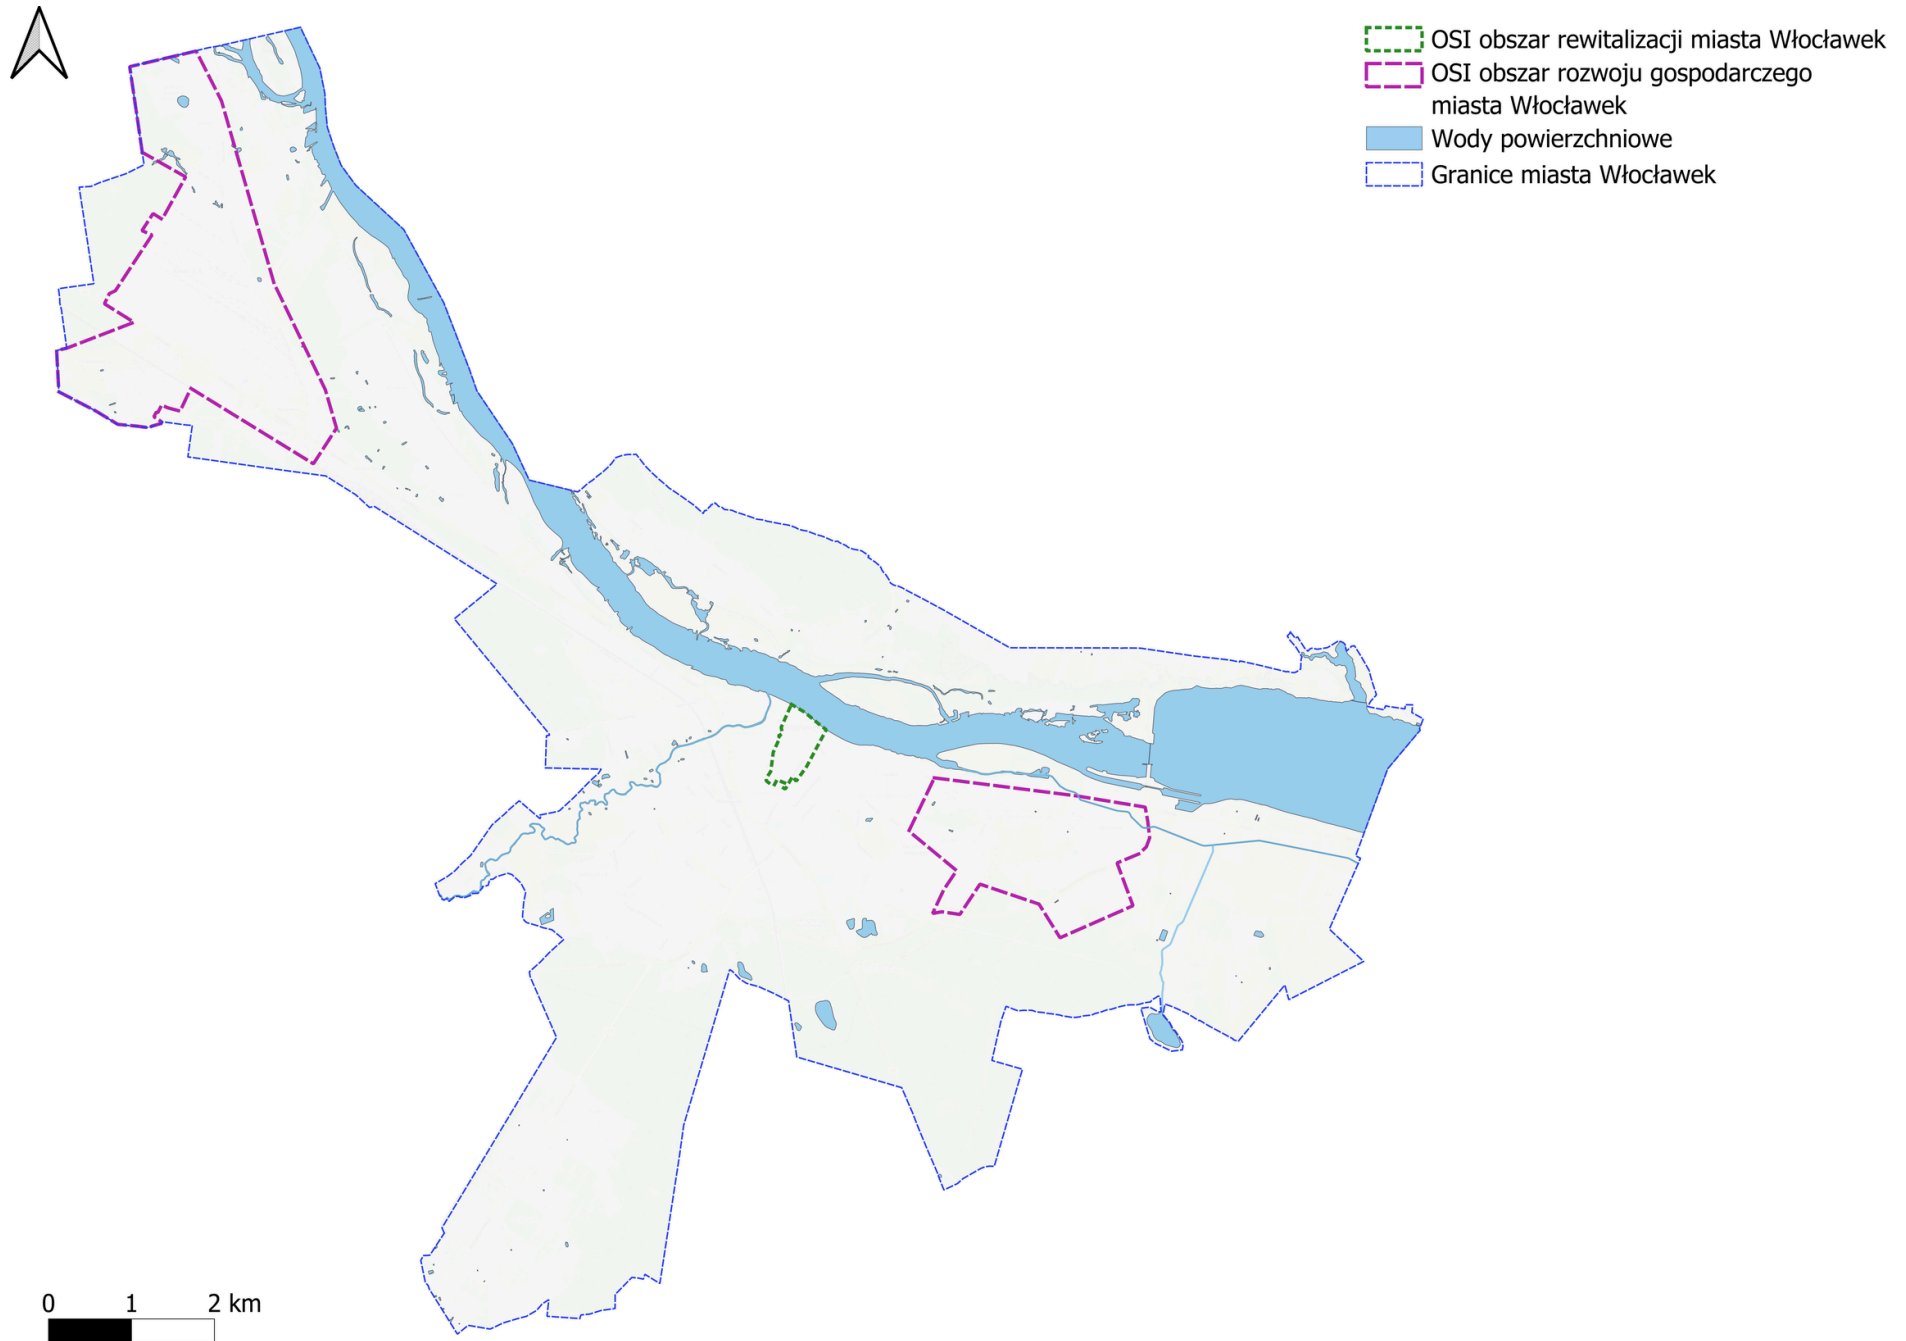 OSI obszar rewitalizacji miasta Włocławek
OSI obszar rozwoju gospodarczego
miasta Włocławek
Wody powierzchniowe
Granice miasta Włocławek
0 1 2 km